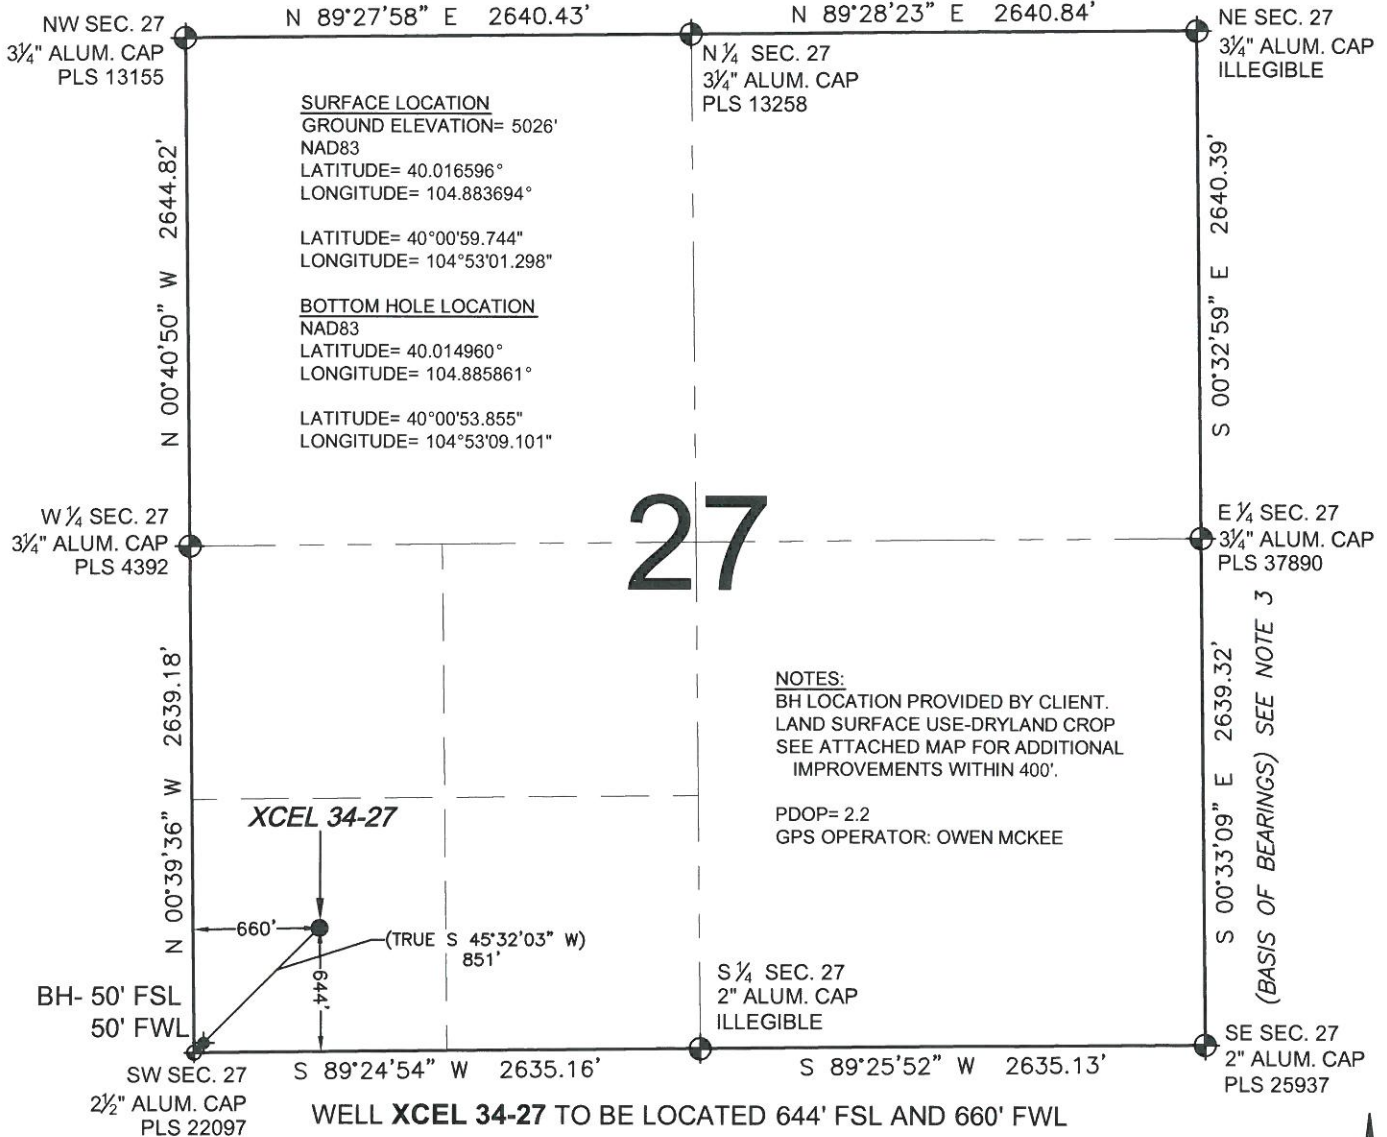 N 89°27'58" E 2640.43'
N 89°28'23" E 2640.84'
NW SEC. 27
3¼" ALUM. CAP
PLS 13155
N ¼ SEC. 27
3¼" ALUM. CAP
PLS 13258
NE SEC. 27
3¼" ALUM. CAP
ILLEGIBLE
SURFACE LOCATION
GROUND ELEVATION= 5026'
NAD83
LATITUDE= 40.016596°
LONGITUDE= 104.883694°
LATITUDE= 40°00'59.744"
LONGITUDE= 104°53'01.298"
BOTTOM HOLE LOCATION
NAD83
LATITUDE= 40.014960°
LONGITUDE= 104.885861°
LATITUDE= 40°00'53.855"
LONGITUDE= 104°53'09.101"
N 00°40'50" W 2644.82'
S 00°32'59" E 2640.39'
W ¼ SEC. 27
3¼" ALUM. CAP
PLS 4392
27
E ¼ SEC. 27
3¼" ALUM. CAP
PLS 37890
N 00°39'36" W 2639.18'
NOTES:
BH LOCATION PROVIDED BY CLIENT.
LAND SURFACE USE-DRYLAND CROP
SEE ATTACHED MAP FOR ADDITIONAL
IMPROVEMENTS WITHIN 400'.
PDOP= 2.2
GPS OPERATOR: OWEN MCKEE
S 00°33'09" E 2639.32'
(BASIS OF BEARINGS) SEE NOTE 3
XCEL 34-27
660'
(TRUE S 45°32'03" W)
851'
644'
BH- 50' FSL
50' FWL
S ¼ SEC. 27
2" ALUM. CAP
ILLEGIBLE
SE SEC. 27
2" ALUM. CAP
PLS 25937
SW SEC. 27
2½" ALUM. CAP
PLS 22097
S 89°24'54" W 2635.16'
S 89°25'52" W 2635.13'
WELL XCEL 34-27 TO BE LOCATED 644' FSL AND 660' FWL